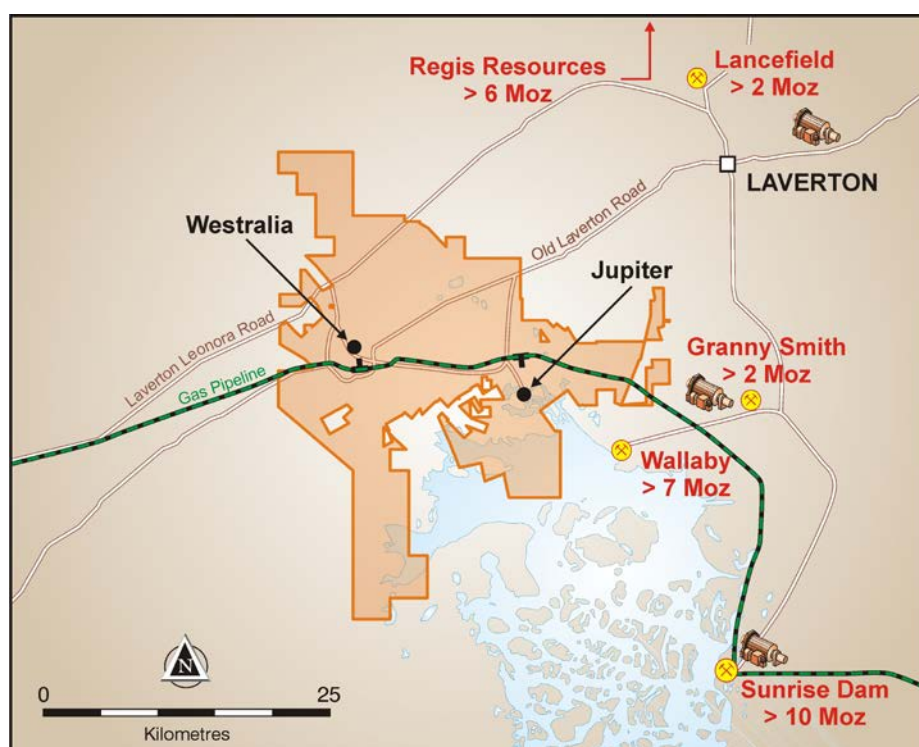 Regis Resources
> 6 Moz
Lancefield
> 2 Moz
LAVERTON
Westralia
Old Laverton Road
Jupiter
Laverton Leonora Road
Gas Pipeline
Granny Smith
> 2 Moz
Wallaby
> 7 Moz
N
0 25
Kilometres
Sunrise Dam
> 10 Moz